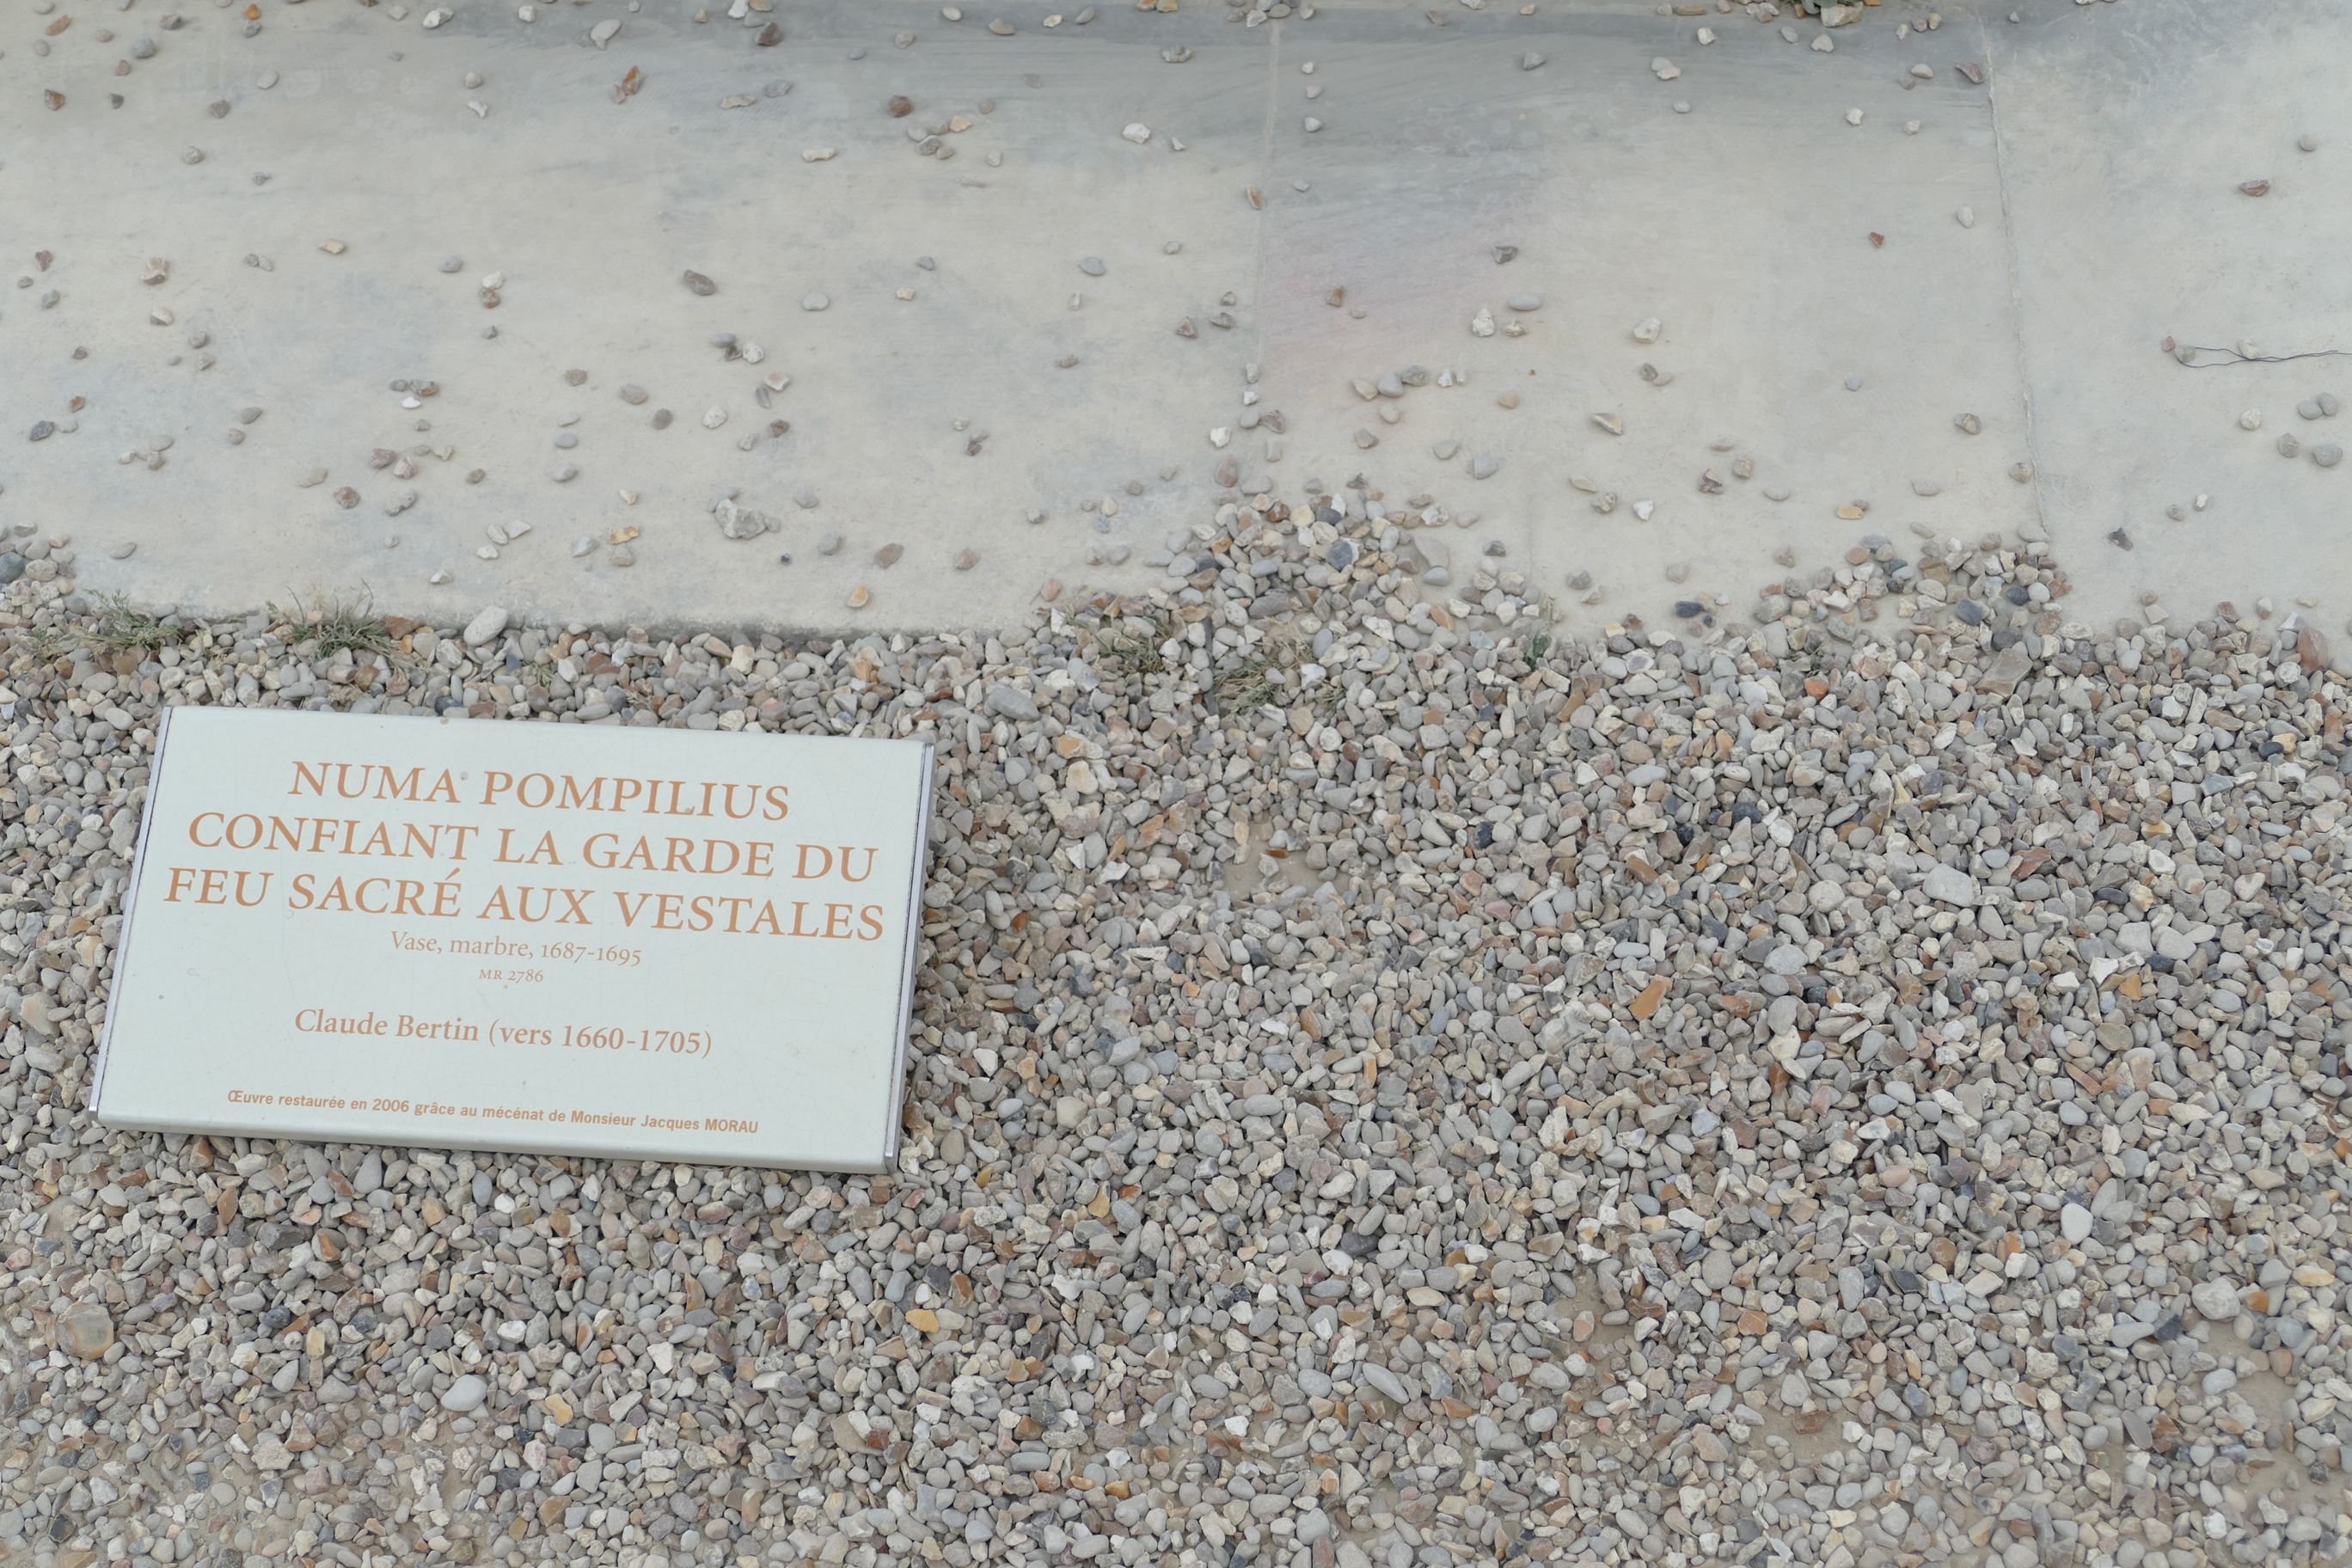 NUMA POMPILIUS
CONFIANT LA GARDE DU
FEU SACRÉ AUX VESTALES
Vase, marbre, 1687-1695
MR 2786
Claude Bertin (vers 1660-1705)
Œuvre restaurée en 2006 grâce au mécénat de Monsieur Jacques MORAU